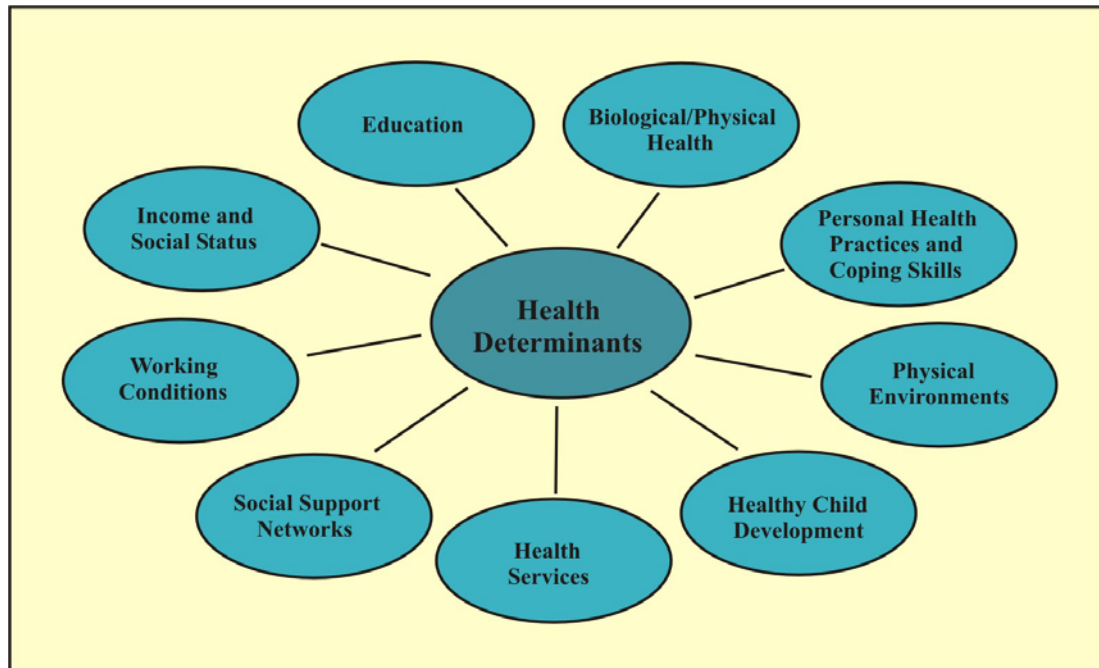 Education
Biological/Physical
Health
Income and
Social Status
Personal Health
Practices and
Coping Skills
Health
Determinants
Working
Conditions
Physical
Environments
Social Support
Networks
Healthy Child
Development
Health
Services